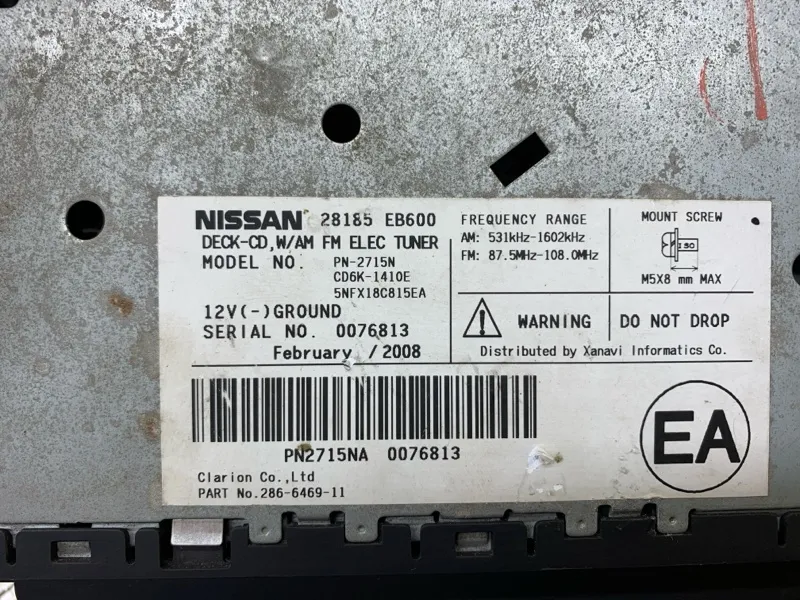 NISSAN 28185 EB600
DECK-CD,W/AM FM ELEC TUNER
MODEL NO. PN-2715N
CD6K-1410E
5NFX18C815EA
12V(-)GROUND
SERIAL NO. 0076813
February /2008
FREQUENCY RANGE
AM: 531kHz-1602kHz
FM: 87.5MHz-108.0MHz
MOUNT SCREW
ISO
M5X8 mm MAX
WARNING
DO NOT DROP
Distributed by Xanavi Informatics Co.
PN2715NA 0076813
Clarion Co.,Ltd
PART No.286-6469-11
EA